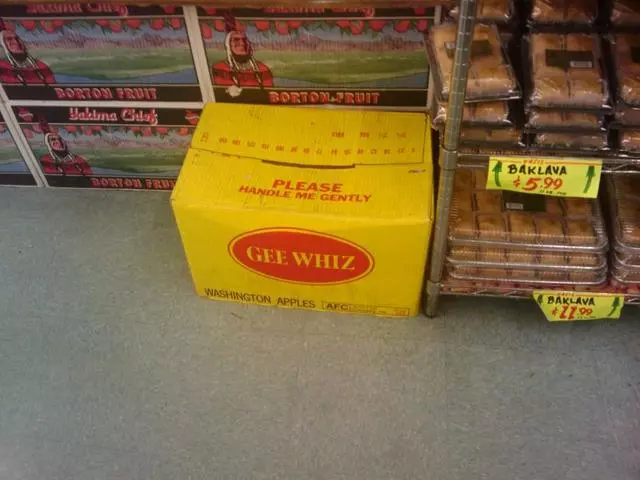 Yakima Chief
BORTON FRUIT
BORTON FRUIT
Yakima Chief
BORTON FRUIT
PLEASE
HANDLE ME GENTLY
GEE WHIZ
WASHINGTON APPLES AFC
BAKLAVA
$5.99
BAKLAVA
$11.99